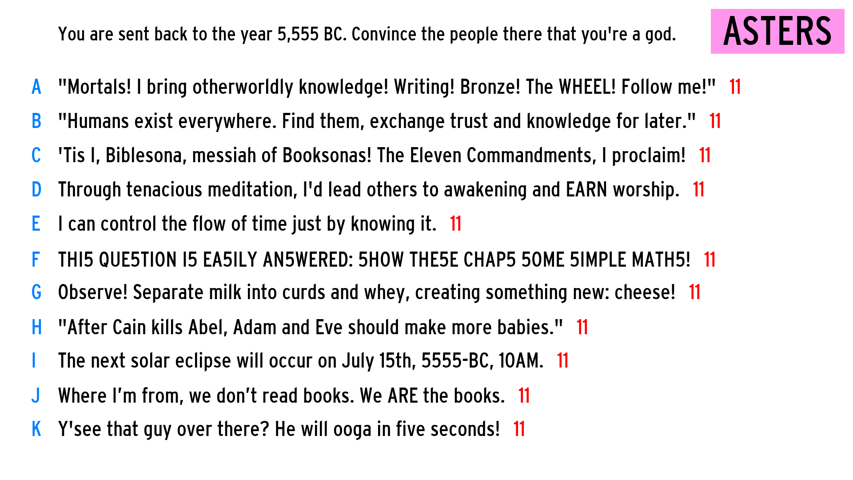 You are sent back to the year 5,555 BC. Convince the people there that you're a god.
ASTERS
A "Mortals! I bring otherworldly knowledge! Writing! Bronze! The WHEEL! Follow me!" 11
B "Humans exist everywhere. Find them, exchange trust and knowledge for later." 11
C 'Tis I, Biblesona, messiah of Booksonas! The Eleven Commandments, I proclaim! 11
D Through tenacious meditation, I'd lead others to awakening and EARN worship. 11
E I can control the flow of time just by knowing it. 11
F THI5 QUE5TION I5 EA5ILY AN5WERED: 5HOW THE5E CHAP5 5OME 5IMPLE MATH5! 11
G Observe! Separate milk into curds and whey, creating something new: cheese! 11
H "After Cain kills Abel, Adam and Eve should make more babies." 11
I The next solar eclipse will occur on July 15th, 5555-BC, 10AM. 11
J Where I’m from, we don’t read books. We ARE the books. 11
K Y'see that guy over there? He will ooga in five seconds! 11